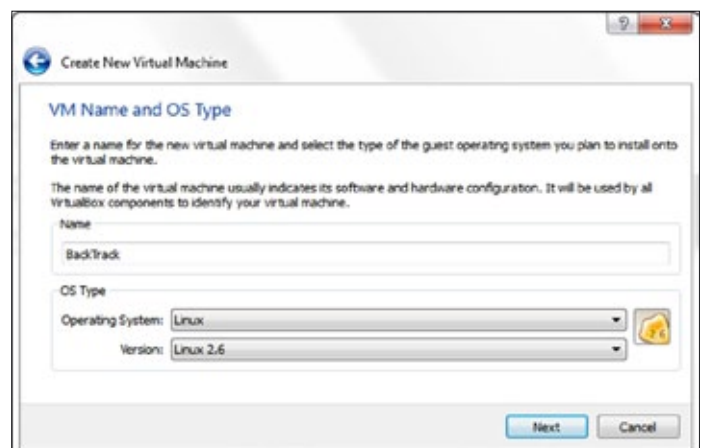 Create New Virtual Machine
VM Name and OS Type
Enter a name for the new virtual machine and select the type of the guest operating system you plan to install onto
the virtual machine.
The name of the virtual machine usually indicates its software and hardware configuration. It will be used by all
VirtualBox components to identify your virtual machine.
Name
BackTrack
OS Type
Operating System: Linux
Version: Linux 2.6
2.6
Next Cancel